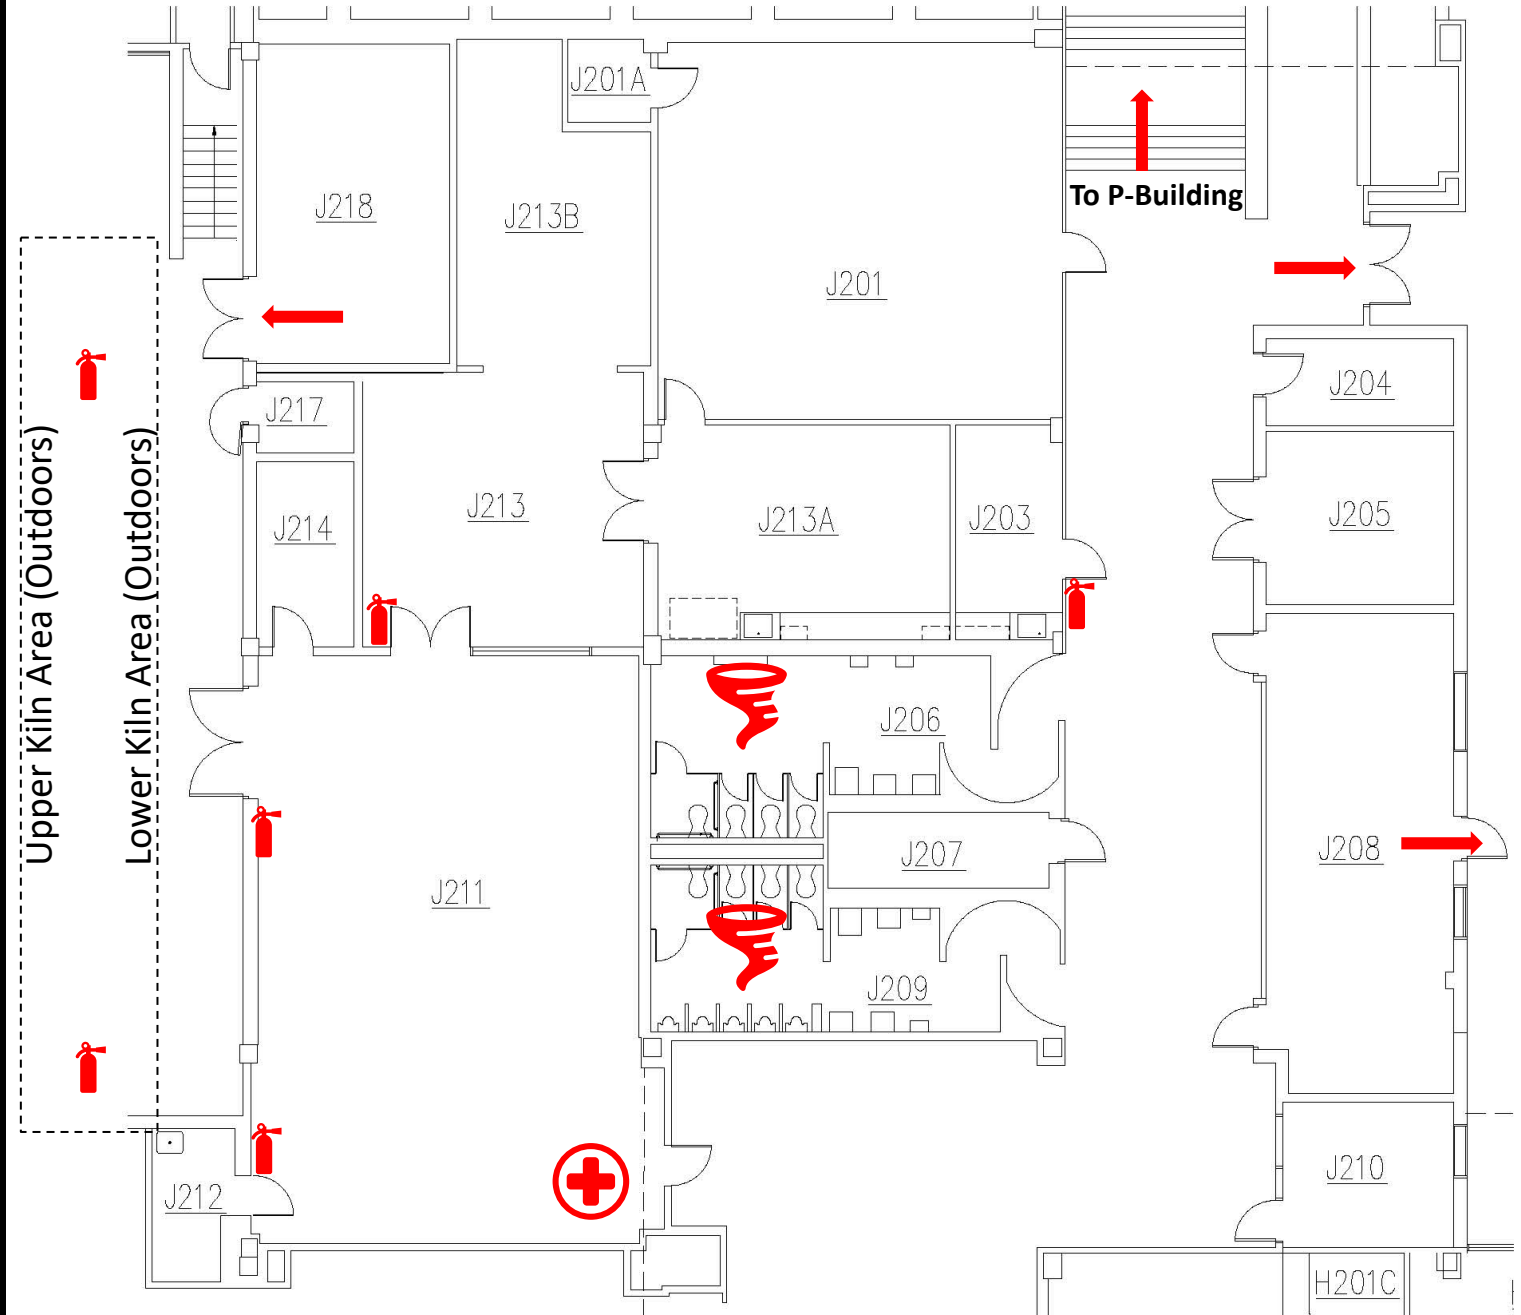 J201A
To P-Building
J218
J213B
J201
J204
J217
J213
J213A
J203
J205
J214
Upper Kiln Area (Outdoors)
Lower Kiln Area (Outdoors)
J206
J207
J208
J211
J209
J212
J210
H201C